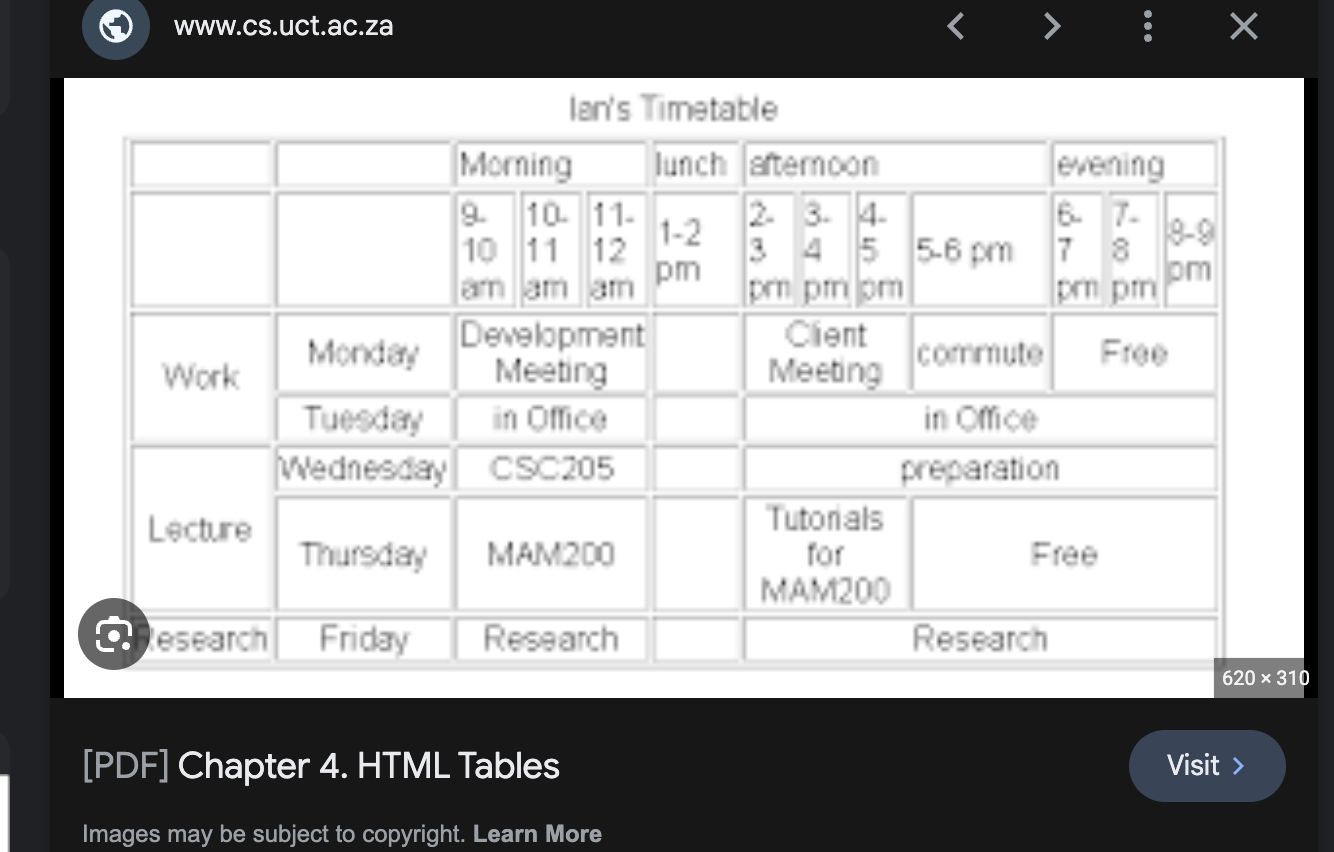 www.cs.uct.ac.za
Ian's Timetable
Morning lunch afternoon evening
9-10 am 10-11 am 11-12 am 1-2 pm 2-3 pm 3-4 pm 4-5 pm 5-6 pm 6-7 pm 7-8 pm 8-9 pm
Work Monday Development Meeting Client Meeting commute Free
Tuesday in Office in Office
Lecture Wednesday CSC205 preparation
Thursday MAM200 Tutorials for MAM200 Free
Research Friday Research Research
620 × 310
[PDF] Chapter 4. HTML Tables
Visit
Images may be subject to copyright. Learn More